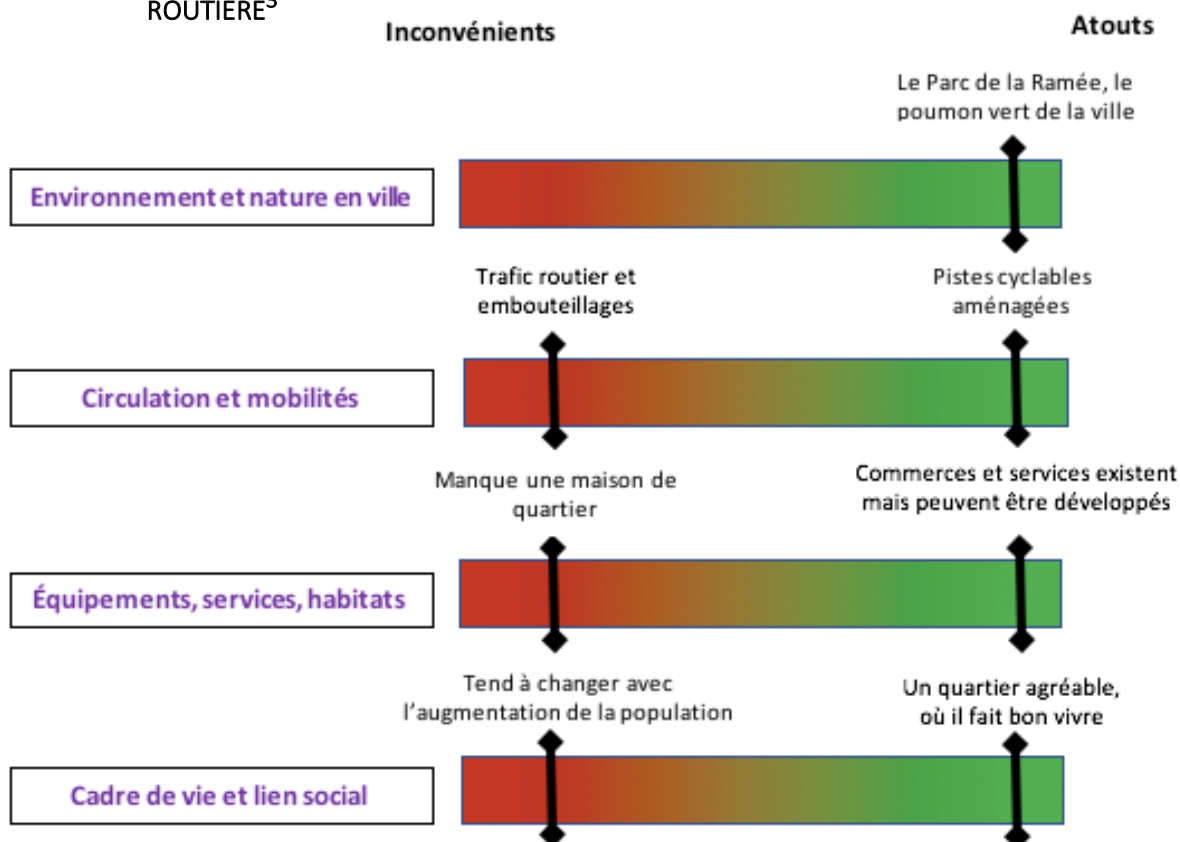 ROUTIERE³
Inconvénients
Atouts
Le Parc de la Ramée, le
poumon vert de la ville
Environnement et nature en ville
Trafic routier et
embouteillages
Pistes cyclables
aménagées
Circulation et mobilités
Manque une maison de
quartier
Commerces et services existent
mais peuvent être développés
Équipements, services, habitats
Tend à changer avec
l'augmentation de la population
Un quartier agréable,
où il fait bon vivre
Cadre de vie et lien social